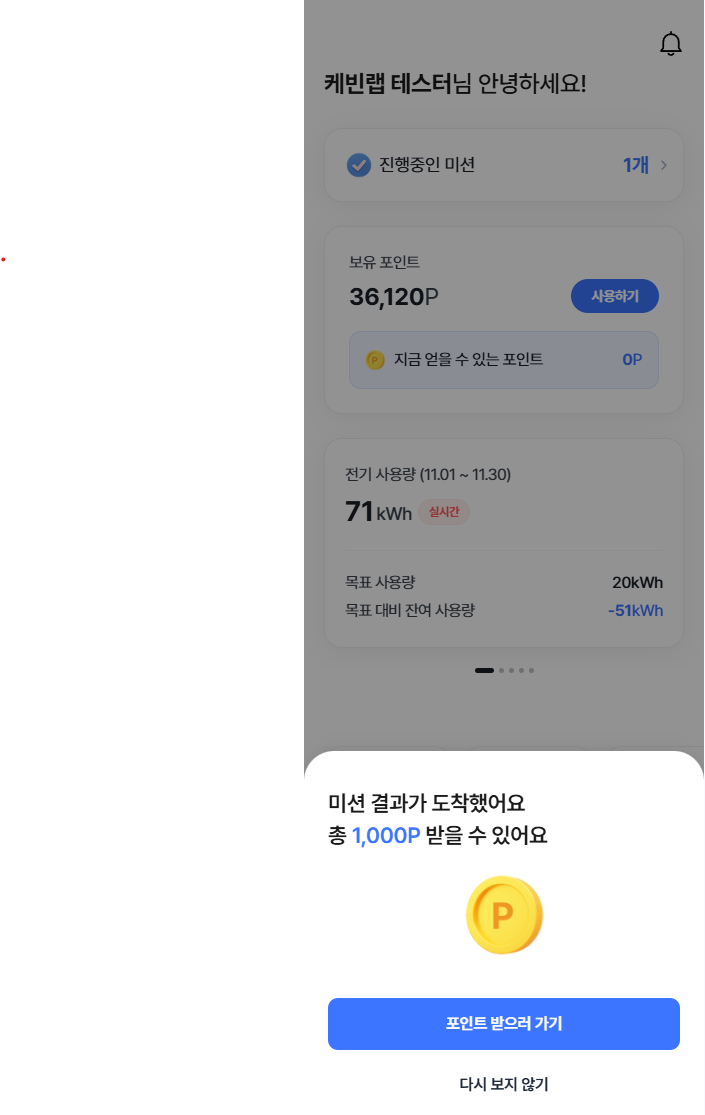 케빈랩 테스터님 안녕하세요!
진행중인 미션 1개
보유 포인트
36,120P 사용하기
P 지금 얻을 수 있는 포인트 0P
전기 사용량 (11.01 ~ 11.30)
71kWh 실시간
목표 사용량 20kWh
목표 대비 잔여 사용량 -51kWh
미션 결과가 도착했어요
총 1,000P 받을 수 있어요
P
포인트 받으러 가기
다시 보지 않기